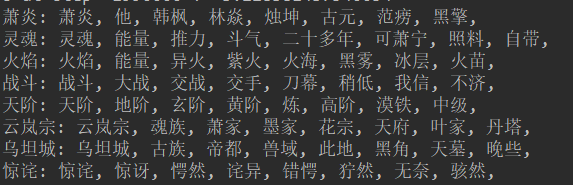 萧炎: 萧炎, 他, 韩枫, 林焱, 烛坤, 古元, 范痨, 黑擎,
灵魂: 灵魂, 能量, 推力, 斗气, 二十多年, 可萧宁, 照料, 自带,
火焰: 火焰, 能量, 异火, 紫火, 火海, 黑雾, 冰层, 火苗,
战斗: 战斗, 大战, 交战, 交手, 刀幕, 稍低, 我信, 不济,
天阶: 天阶, 地阶, 玄阶, 黄阶, 炼, 高阶, 漠铁, 中级,
云岚宗: 云岚宗, 魂族, 萧家, 墨家, 花宗, 天府, 叶家, 丹塔,
乌坦城: 乌坦城, 古族, 帝都, 兽域, 此地, 黑角, 天墓, 晚些,
惊诧: 惊诧, 惊讶, 愕然, 诧异, 错愕, 狞然, 无奈, 骇然,